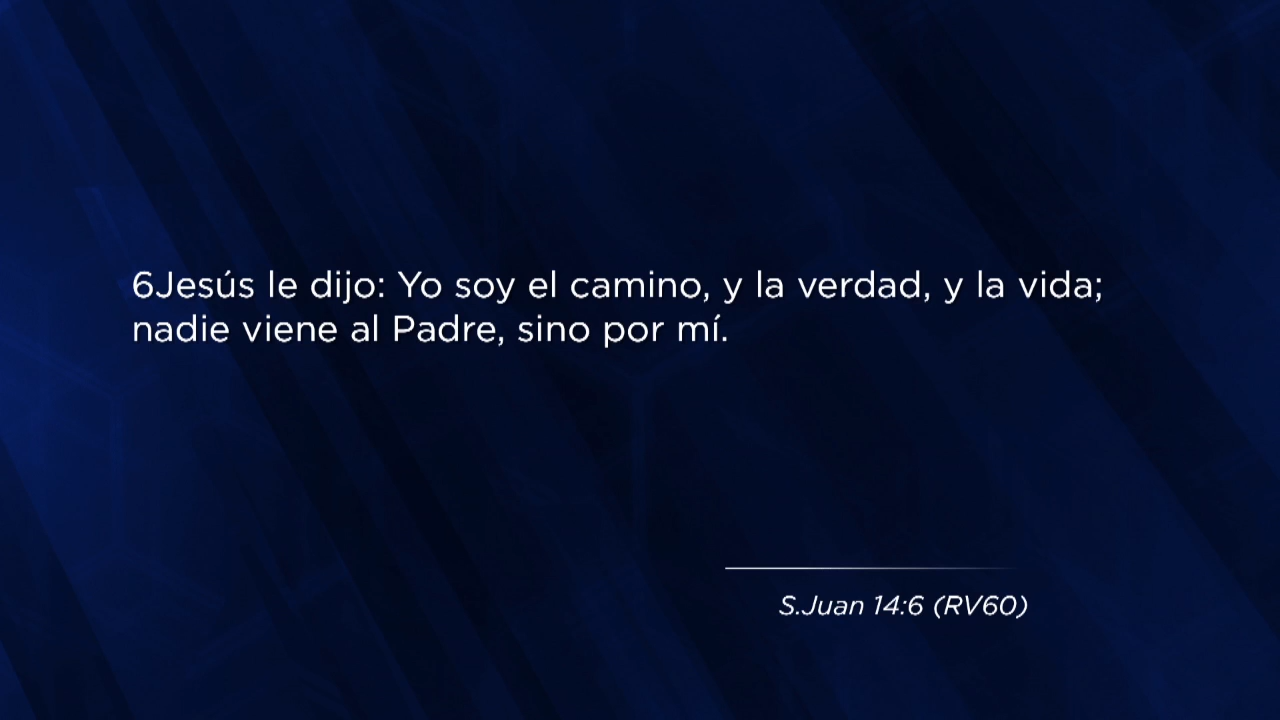 6Jesús le dijo: Yo soy el camino, y la verdad, y la vida;
nadie viene al Padre, sino por mí.
S.Juan 14:6 (RV60)